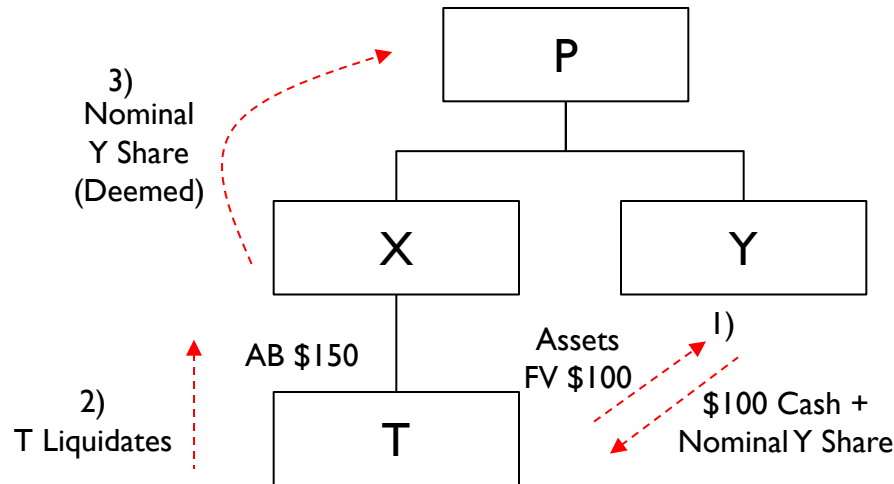 P
3)
Nominal
Y Share
(Deemed)
X
Y
1)
AB $150
Assets
FV $100
2)
T Liquidates
T
$100 Cash +
Nominal Y Share